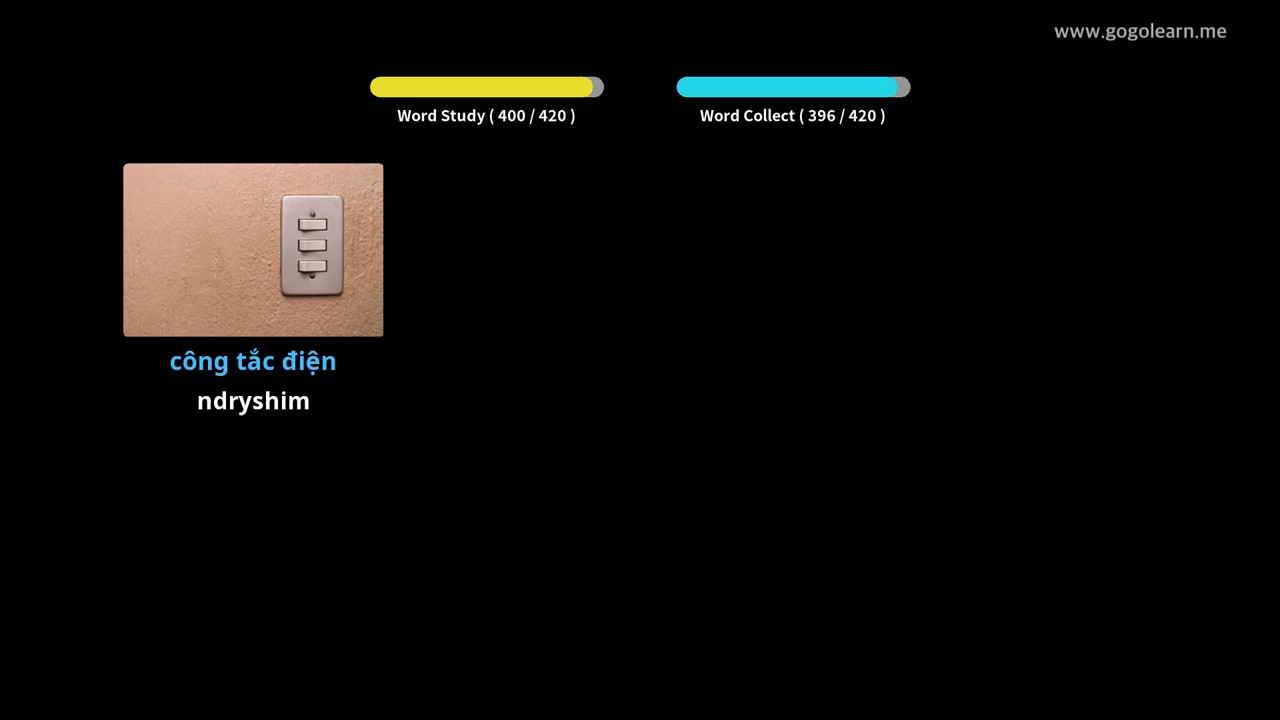 www.gogolearn.me
Word Study ( 400 / 420 )
Word Collect ( 396 / 420 )
công tắc điện
ndryshim